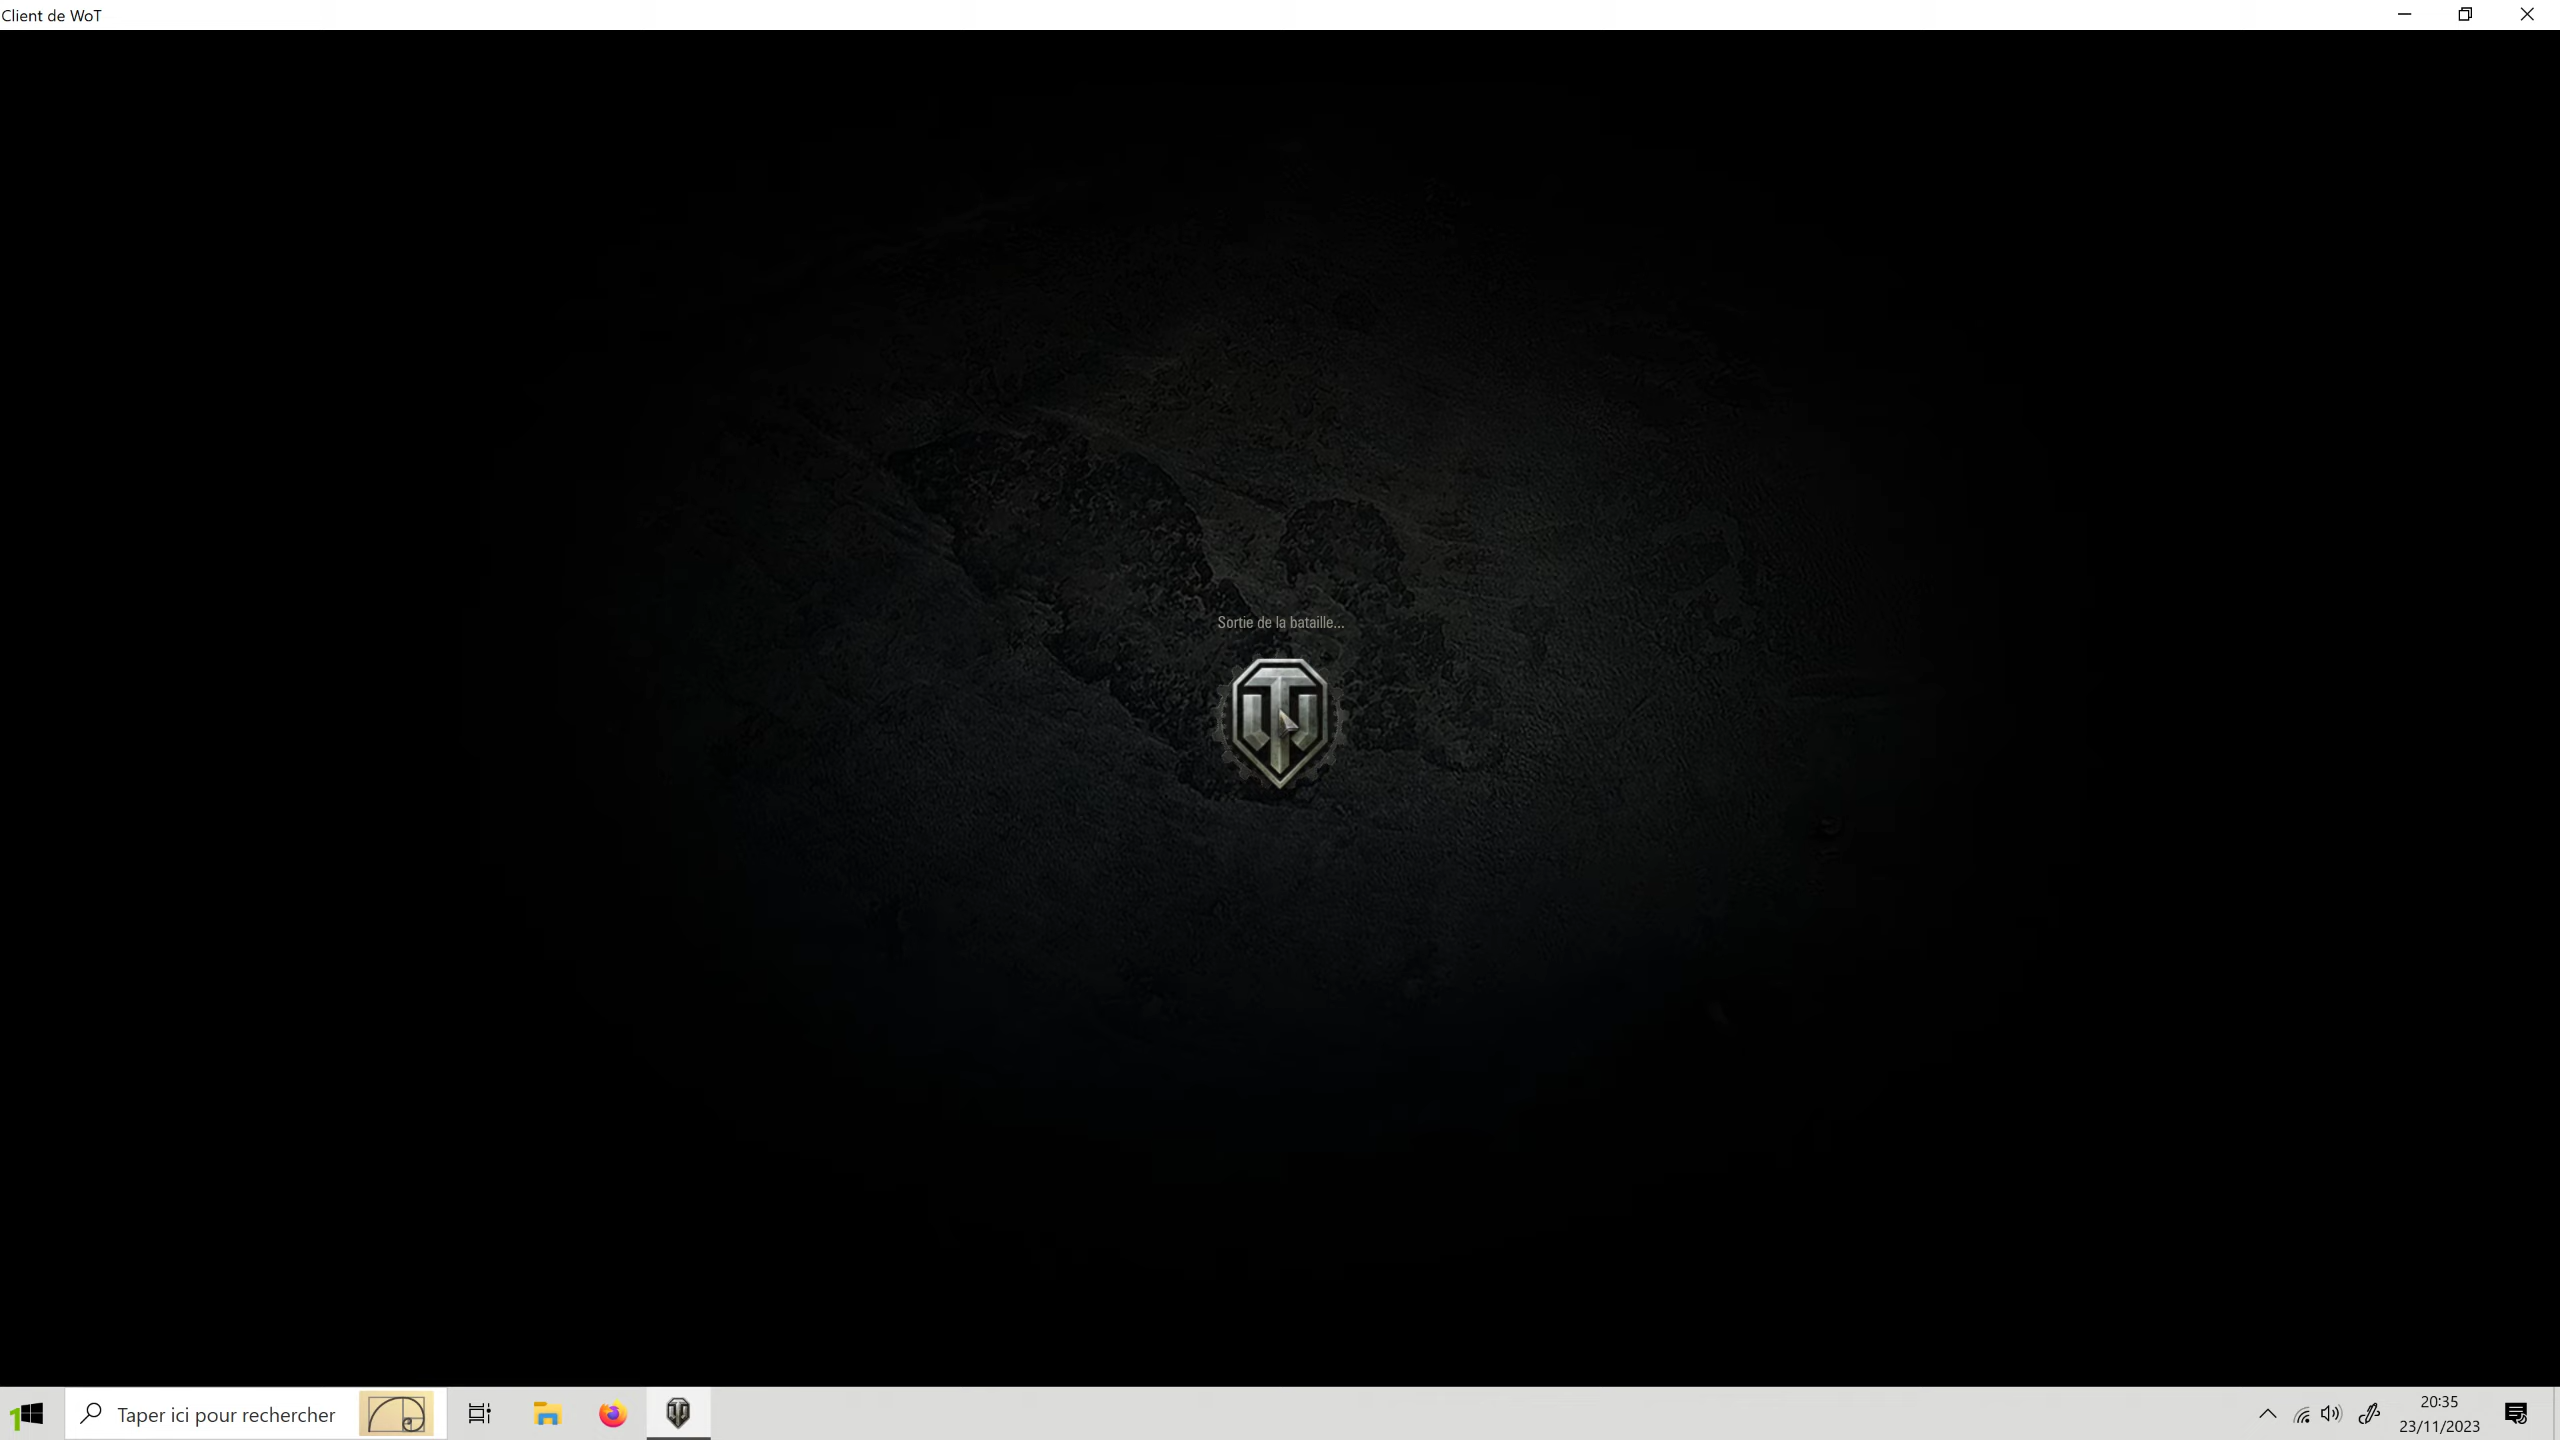 Client de WoT
Sortie de la bataille...
Taper ici pour rechercher
20:35
23/11/2023